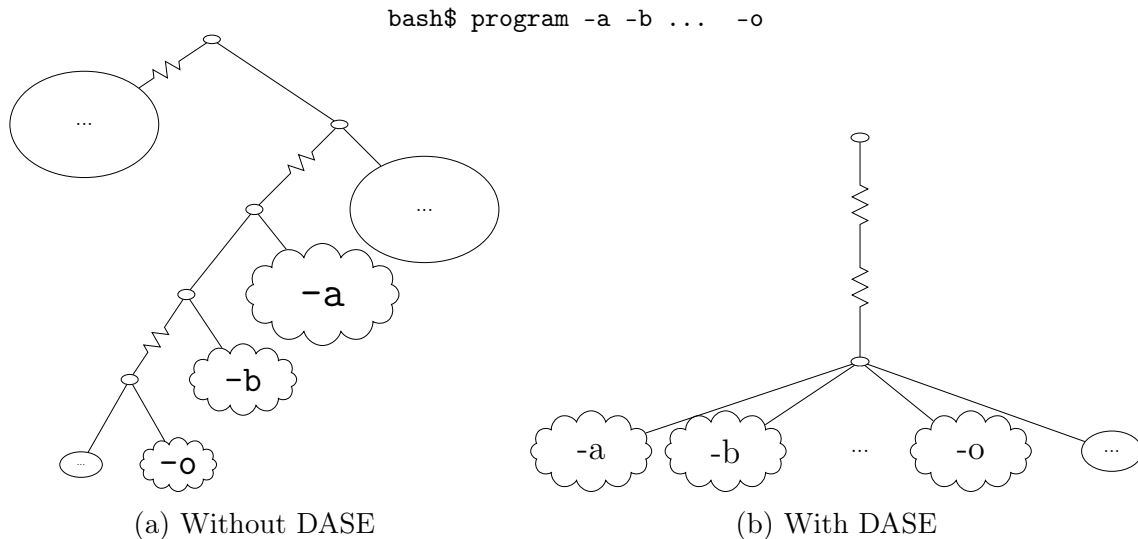 bash$ program -a -b ... -o
...
...
-a
-b
...
-o
-a
-b
...
-o
...
(a) Without DASE
(b) With DASE